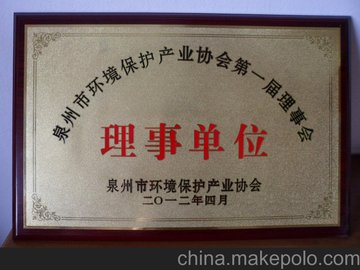 泉州市环境保护产业协会第一届理事会
理事单位
泉州市环境保护产业协会
二〇一二年四月
china.makepolo.com